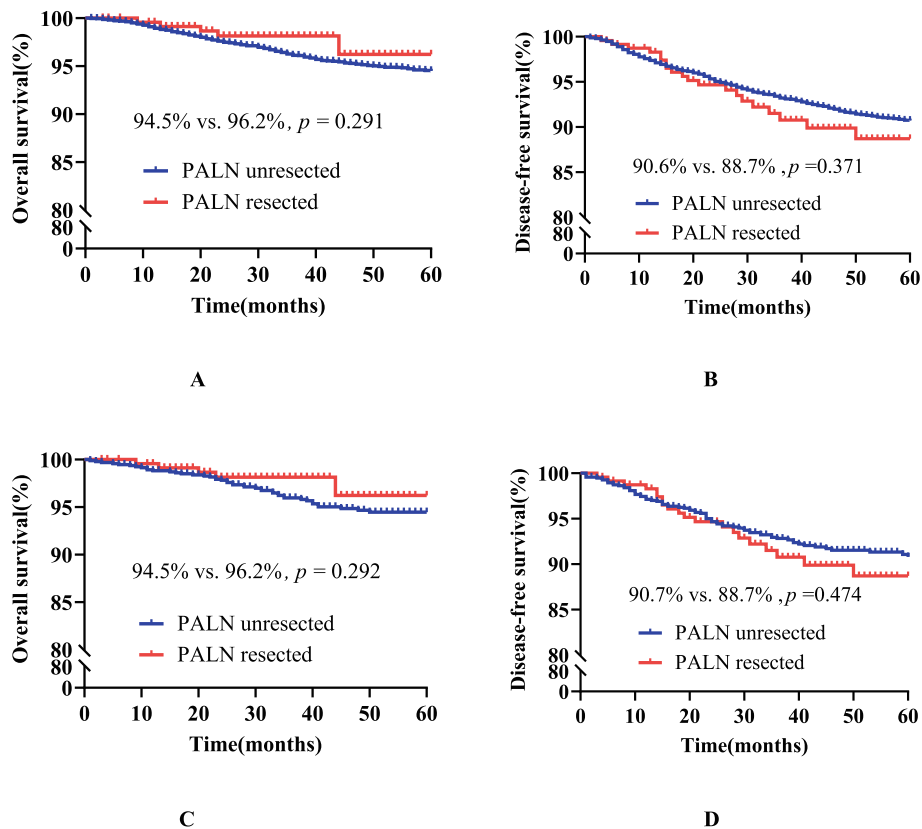 Overall survival(%)
100
95
90
85
80
80
0
94.5% vs. 96.2%, p = 0.291
PALN unresected
PALN resected
0 10 20 30 40 50 60
Time(months)
A
Disease-free survival(%)
100
95
90
85
80
80
0
90.6% vs. 88.7% ,p =0.371
PALN unresected
PALN resected
0 10 20 30 40 50 60
Time(months)
B
Overall survival(%)
100
95
90
85
80
80
0
94.5% vs. 96.2%, p = 0.292
PALN unresected
PALN resected
0 10 20 30 40 50 60
Time(months)
C
Disease-free survival(%)
100
95
90
85
80
80
0
90.7% vs. 88.7% ,p =0.474
PALN unresected
PALN resected
0 10 20 30 40 50 60
Time(months)
D